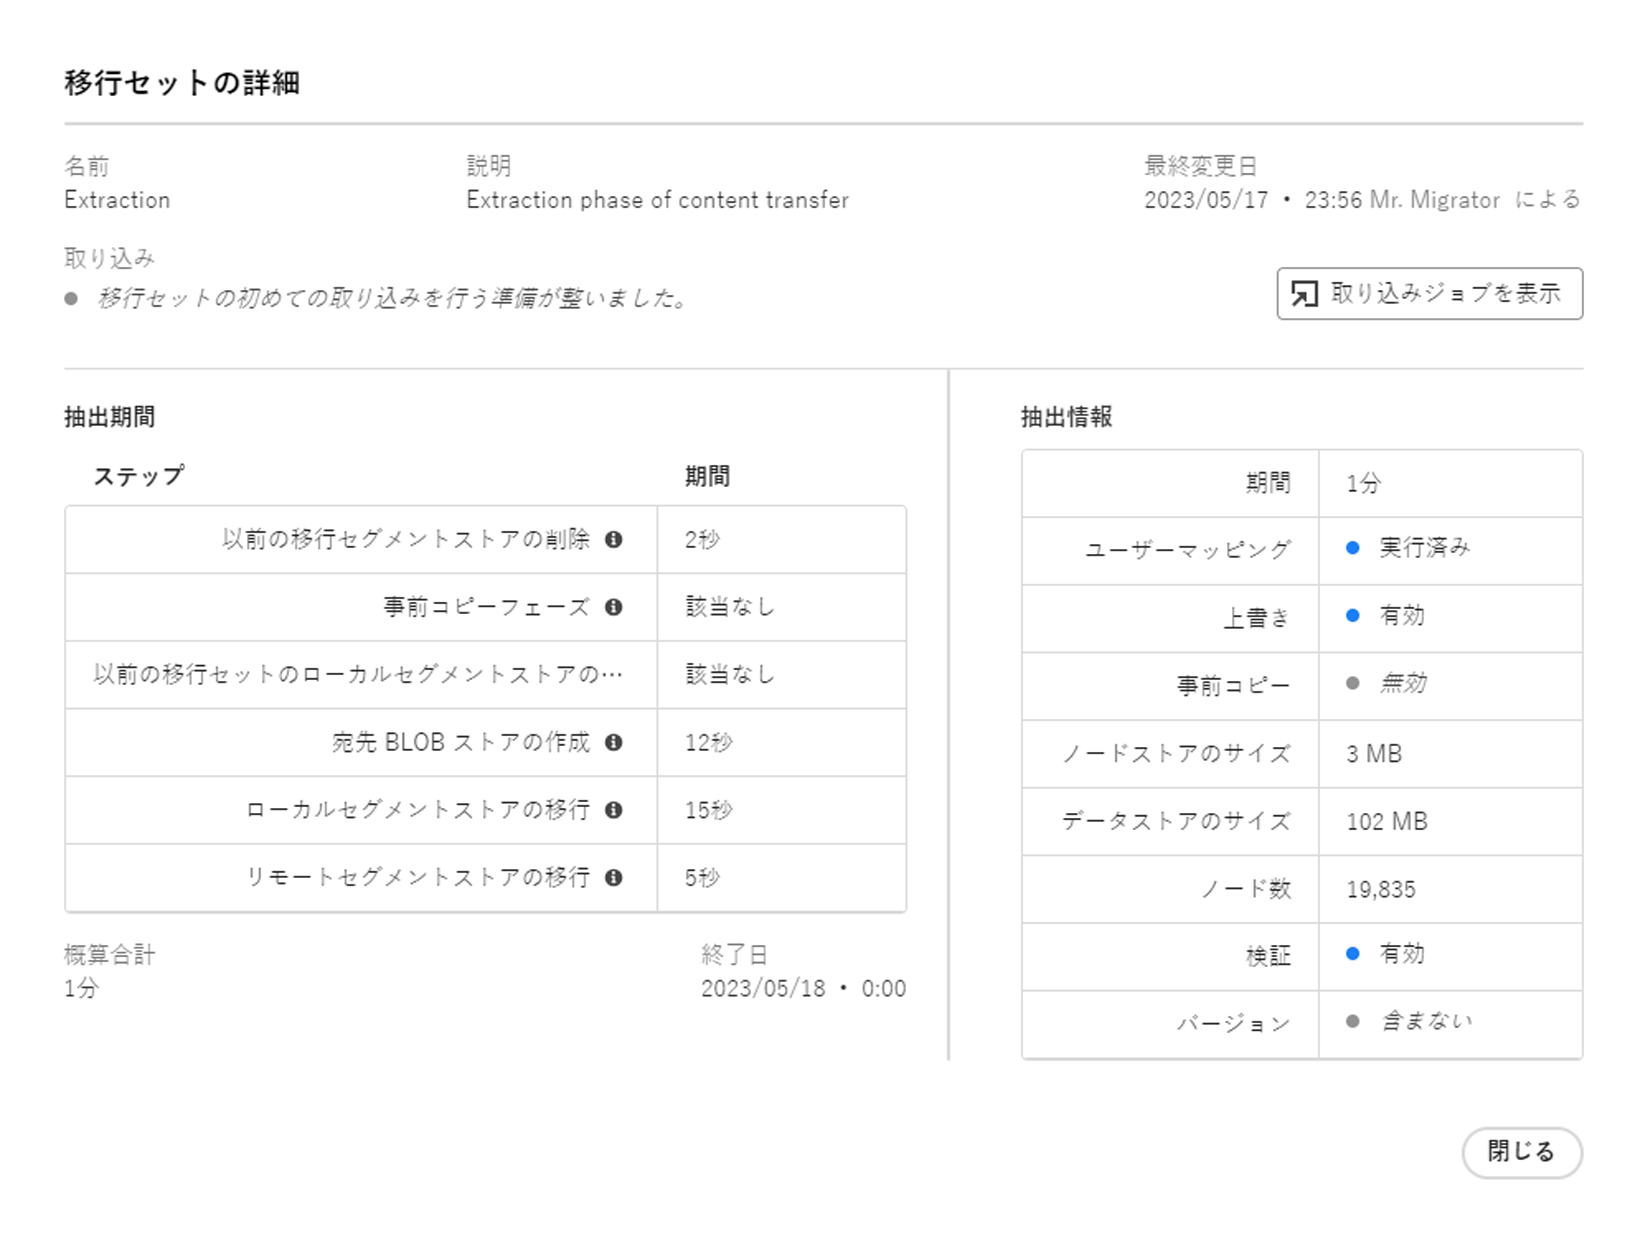 移行セットの詳細
名前
Extraction
説明
Extraction phase of content transfer
最終変更日
2023/05/17 • 23:56 Mr. Migrator による
取り込み
移行セットの初めての取り込みを行う準備が整いました。
取り込みジョブを表示
抽出期間
ステップ 期間
以前の移行セグメントストアの削除 2秒
事前コピーフェーズ 該当なし
以前の移行セットのローカルセグメントストアの… 該当なし
宛先 BLOB ストアの作成 12秒
ローカルセグメントストアの移行 15秒
リモートセグメントストアの移行 5秒
概算合計
1分
終了日
2023/05/18 • 0:00
抽出情報
期間 1分
ユーザーマッピング 実行済み
上書き 有効
事前コピー 無効
ノードストアのサイズ 3 MB
データストアのサイズ 102 MB
ノード数 19,835
検証 有効
バージョン 含まない
閉じる